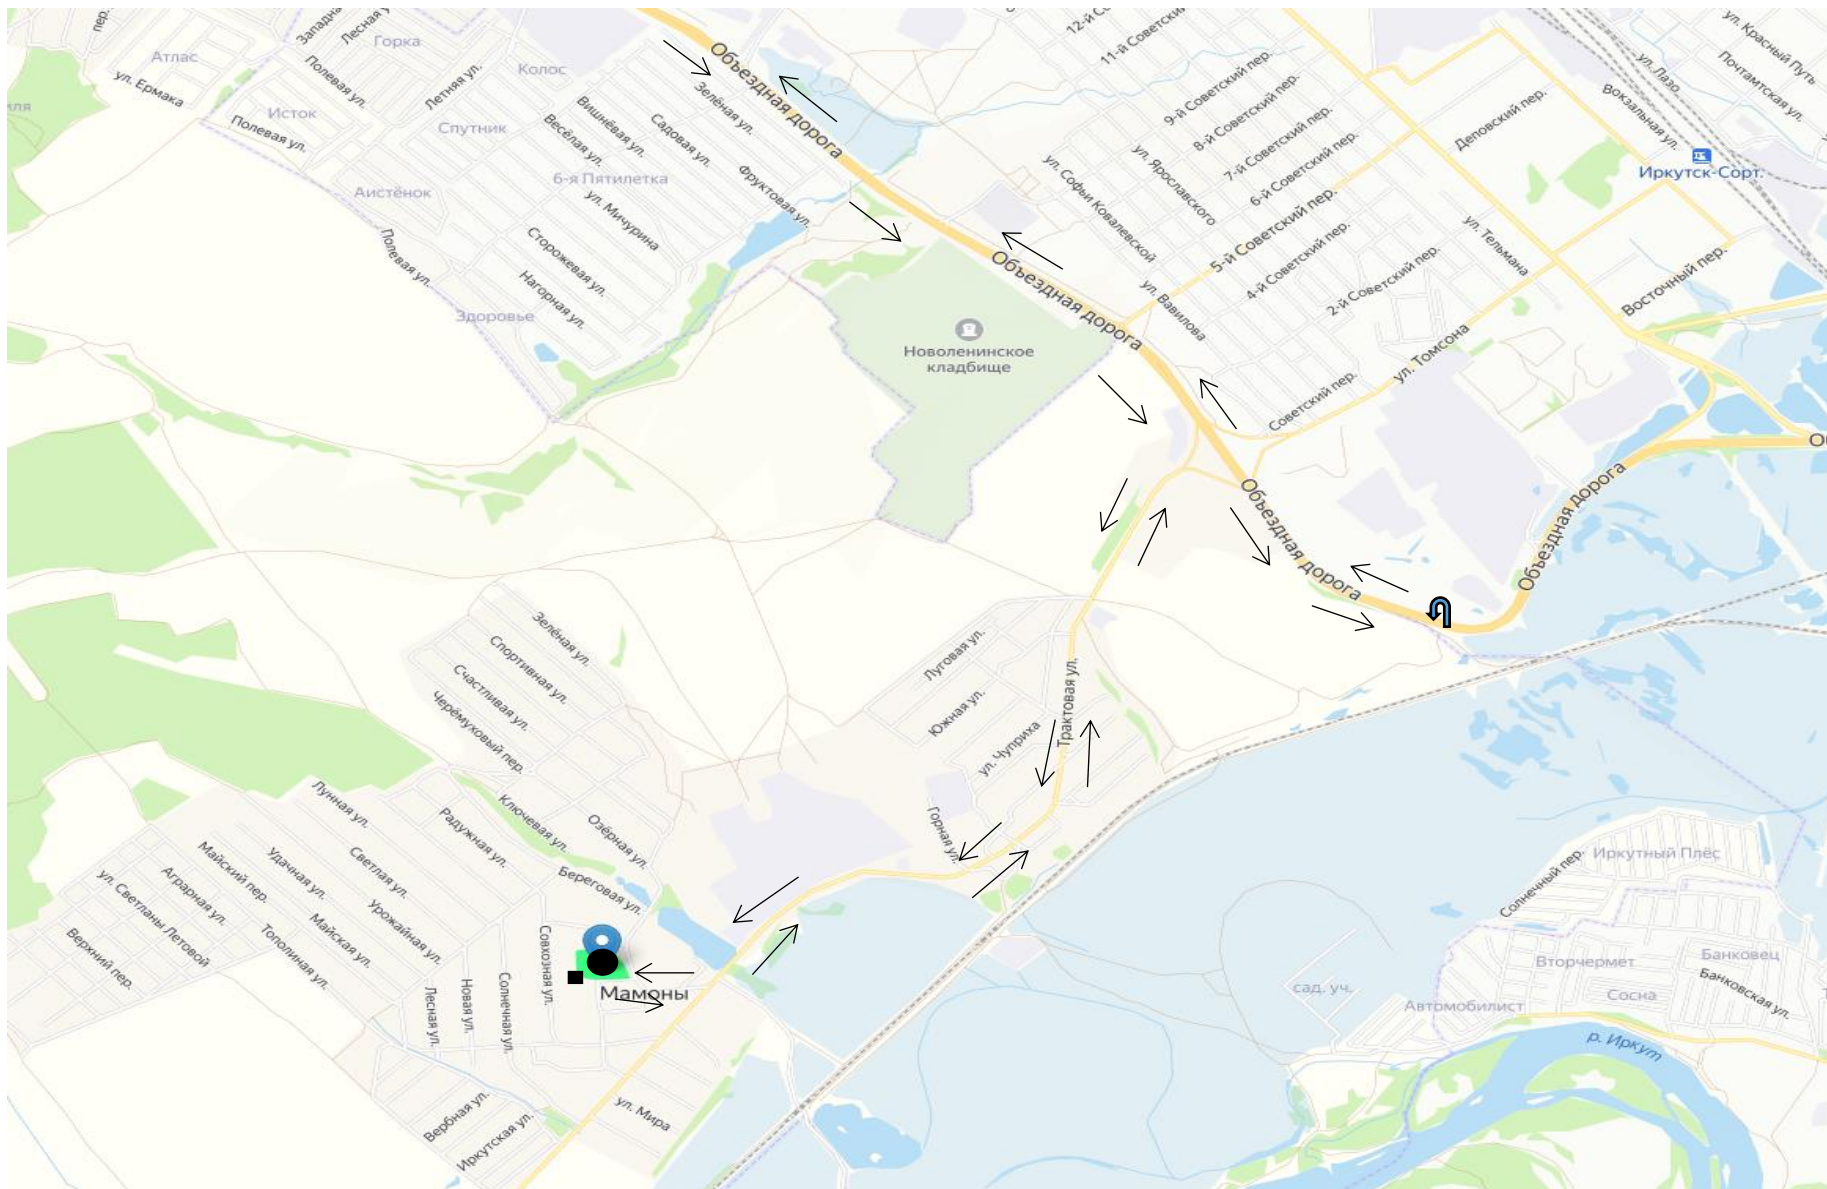 пер.
Западна
Лесная ул.
Горка
Атлас
Полевая ул.
Летняя ул.
Колос
ул. Ермака
Исток
Полевая ул.
Спутник
Вишнёвая ул.
Весёлая ул.
Садовая ул.
Зелёная ул.
Объездная дорога
6-я Пятилетка
Аистёнок
ул. Мичурина
Фруктовая ул.
Полевая ул.
Сторожевая ул.
Нагорная ул.
Здоровье
12-й Со
11-й Советский
9-й Советский пер.
8-й Советский пер.
7-й Советский пер.
6-й Советский пер.
5-й Советский пер.
4-й Советский пер.
2-й Советский пер.
ул. Ярославского
ул. Софьи Ковалевской
ул. Вавилова
Деповский пер.
ул. Тельмана
Восточный пер.
ул. Томсона
Советский пер.
ул. Красный Путь
Почтамтская ул.
ул. Лазо
Вокзальная ул.
Иркутск-Сорт.
Объездная дорога
Новоленинское
кладбище
Объездная дорога
Объездная дорога
Об
Зелёная ул.
Спортивная ул.
Счастливая ул.
Черёмуховый пер.
Луговая ул.
Южная ул.
ул. Чуприха
Трактовая ул.
Горная ул.
Лунная ул.
Радужная ул.
Ключевая ул.
Озёрная ул.
Береговая ул.
Светлая ул.
Удачная ул.
Майский пер.
Аграрная ул.
ул. Светланы Летовой
Верхний пер.
Урожайная ул.
Майская ул.
Тополиная ул.
Совхозная ул.
Солнечная ул.
Новая ул.
Лесная ул.
Мамоны
Вербная ул.
Иркутская ул.
ул. Мира
Иркутный Плёс
Солнечный пер.
Вторчермет
Банковец
Банковская ул.
Сосна
Автомобилист
сад. уч.
р. Иркут